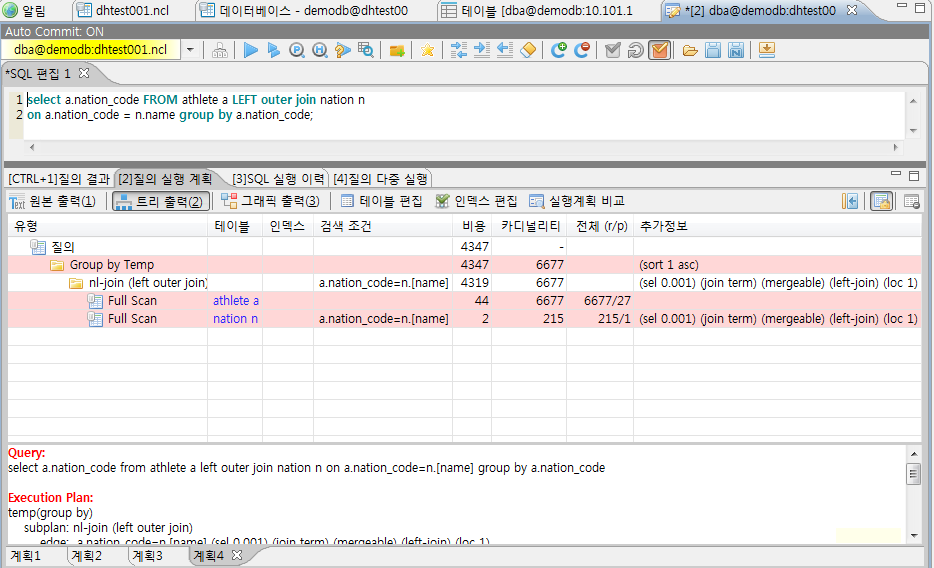 알림
dhtest001.ncl
데이터베이스 - demodb@dhtest00
테이블 [dba@demodb:10.101.1
*[2] dba@demodb:dhtest00
Auto Commit: ON
dba@demodb:dhtest001.ncl
*SQL 편집 1
1 select a.nation_code FROM athlete a LEFT outer join nation n
2 on a.nation_code = n.name group by a.nation_code;
[CTRL+1]질의 결과 [2]질의 실행 계획 [3]SQL 실행 이력 [4]질의 다중 실행
Text 원본 출력(1) 트리 출력(2) 그래픽 출력(3) 테이블 편집 인덱스 편집 실행계획 비교
유형 테이블 인덱스 검색 조건 비용 카디널리티 전체 (r/p) 추가정보
질의 4347 -
Group by Temp 4347 6677 (sort 1 asc)
nl-join (left outer join) a.nation_code=n.[name] 4319 6677 (sel 0.001) (join term) (mergeable) (left-join) (loc 1)
Full Scan athlete a 44 6677 6677/27
Full Scan nation n a.nation_code=n.[name] 2 215 215/1 (sel 0.001) (join term) (mergeable) (left-join) (loc 1)
Query:
select a.nation_code from athlete a left outer join nation n on a.nation_code=n.[name] group by a.nation_code
Execution Plan:
temp(group by)
subplan: nl-join (left outer join)
edge: a.nation_code=n.[name] (sel 0.001) (join term) (mergeable) (left-join) (loc 1)
계획1 계획2 계획3 계획4